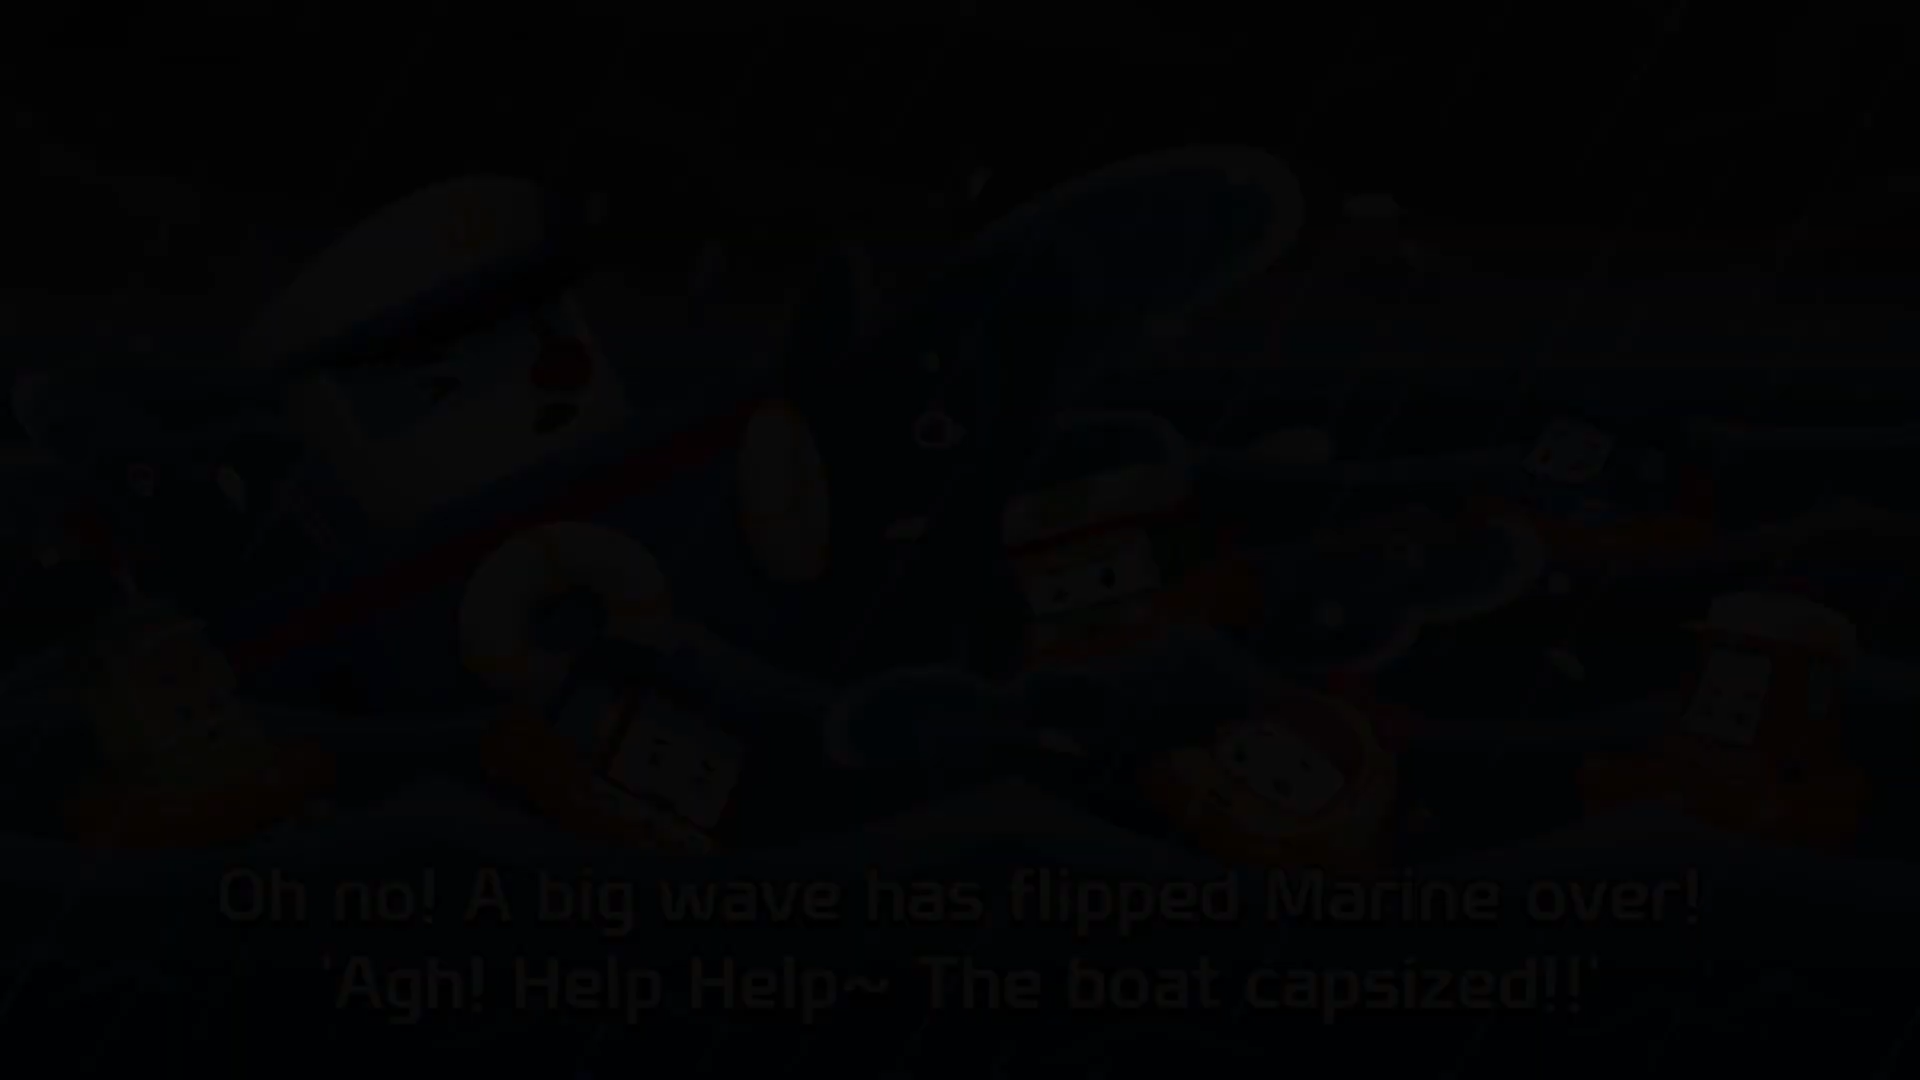 Oh no! A big wave has flipped Marine over!
'Agh! Help Help~ The boat capsized!!'